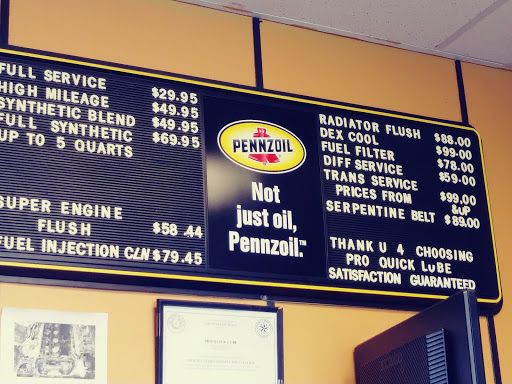 FULL SERVICE $29.95
HIGH MILEAGE $49.95
SYNTHETIC BLEND $49.95
FULL SYNTHETIC $69.95
UP TO 5 QUARTS
SUPER ENGINE
FLUSH $58.44
FUEL INJECTION CLN $79.45
PENNZOIL
Not
just oil,
Pennzoil.™
RADIATOR FLUSH $88.00
DEX COOL $99.00
FUEL FILTER $78.00
DIFF SERVICE $59.00
TRANS SERVICE
PRICES FROM $99.00
&UP
SERPENTINE BELT $89.00
THANK U 4 CHOOSING
PRO QUICK LuBE
SATISFACTION GUARANTEED